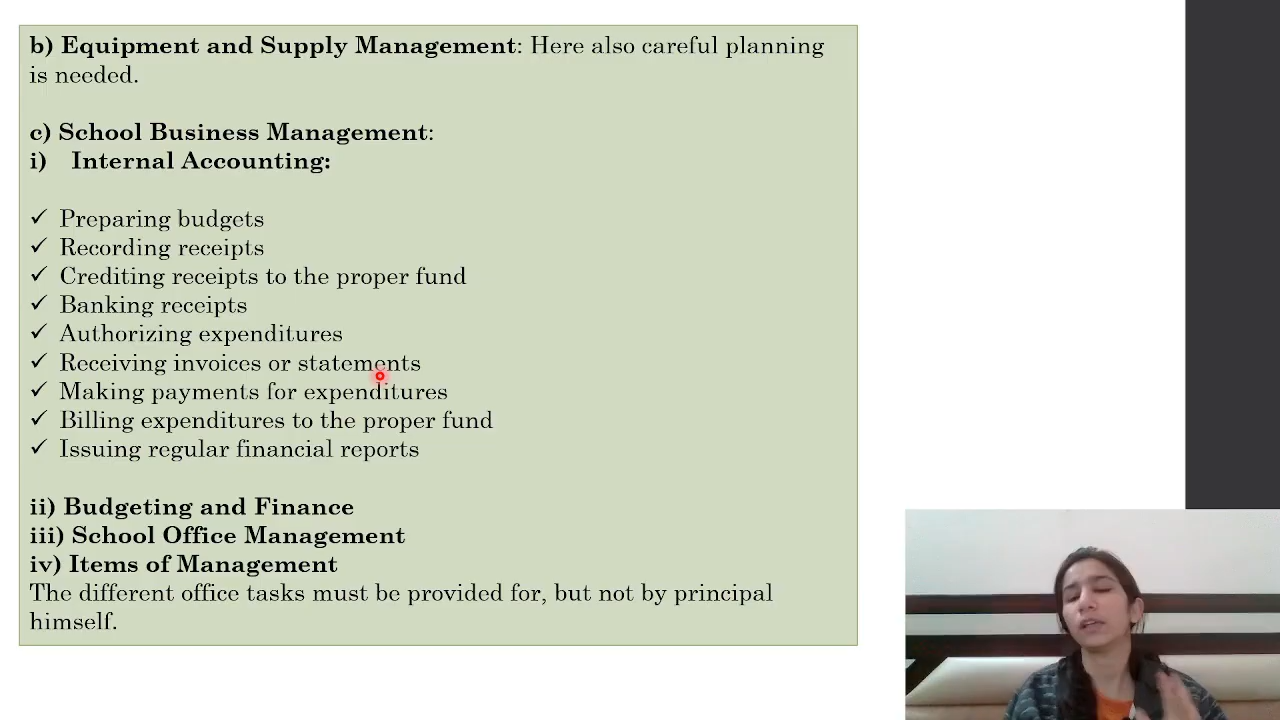 b) Equipment and Supply Management: Here also careful planning
is needed.
c) School Business Management:
i) Internal Accounting:
✓ Preparing budgets
✓ Recording receipts
✓ Crediting receipts to the proper fund
✓ Banking receipts
✓ Authorizing expenditures
✓ Receiving invoices or statements
✓ Making payments for expenditures
✓ Billing expenditures to the proper fund
✓ Issuing regular financial reports
ii) Budgeting and Finance
iii) School Office Management
iv) Items of Management
The different office tasks must be provided for, but not by principal
himself.